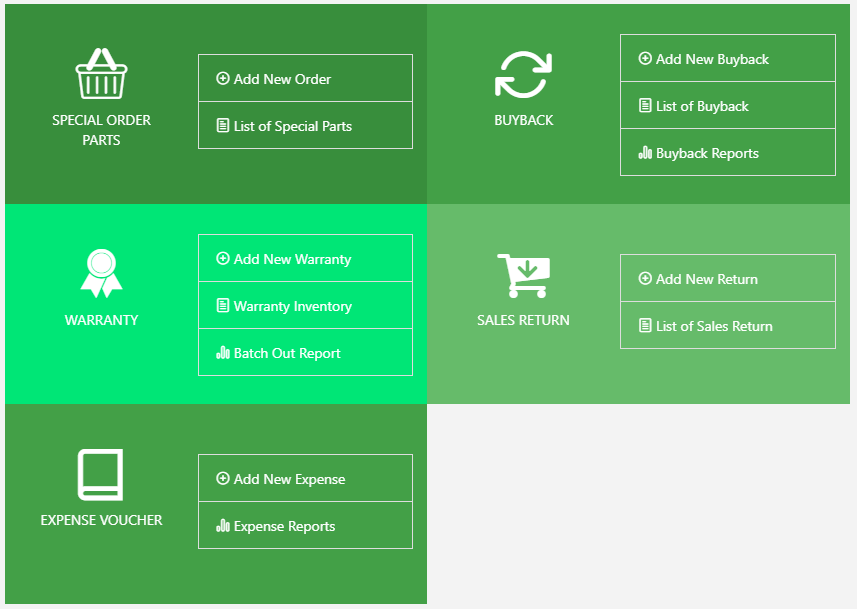 SPECIAL ORDER
PARTS
Add New Order
List of Special Parts
BUYBACK
Add New Buyback
List of Buyback
Buyback Reports
WARRANTY
Add New Warranty
Warranty Inventory
Batch Out Report
SALES RETURN
Add New Return
List of Sales Return
EXPENSE VOUCHER
Add New Expense
Expense Reports